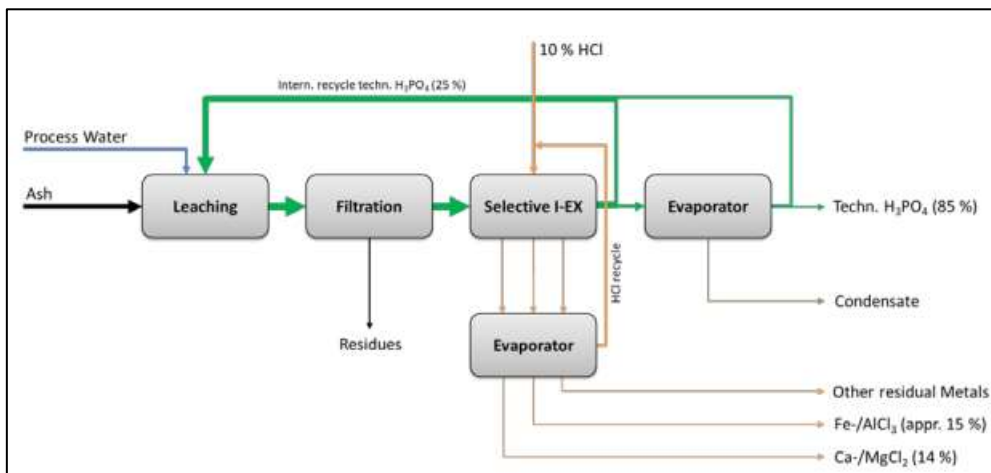 10 % HCl
Intern. recycle techn. H₃PO₄ (25 %)
Process Water
Ash
Leaching
Filtration
Selective I-EX
Evaporator
Techn. H₃PO₄ (85 %)
HCl recycle
Condensate
Residues
Evaporator
Other residual Metals
Fe-/AlCl₃ (appr. 15 %)
Ca-/MgCl₂ (14 %)